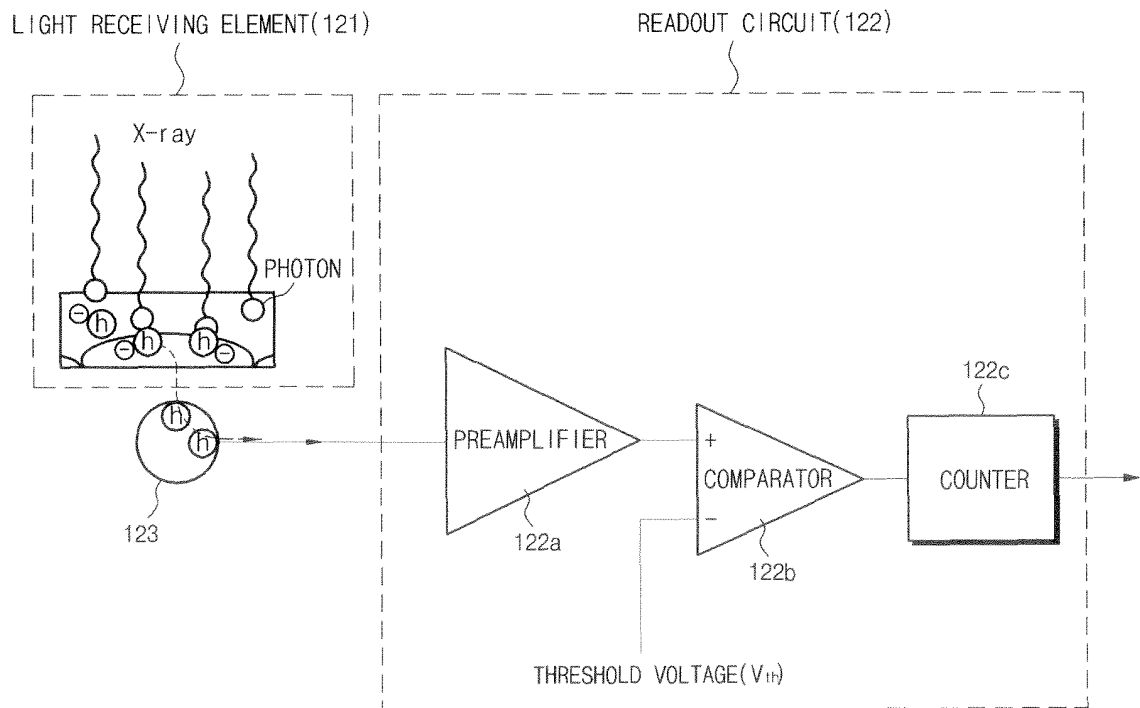 LIGHT RECEIVING ELEMENT(121)
READOUT CIRCUIT(122)
X-ray
PHOTON
- h
- h
h -
h
h
123
PREAMPLIFIER
122a
+
COMPARATOR
-
122b
122c
COUNTER
THRESHOLD VOLTAGE(Vth)